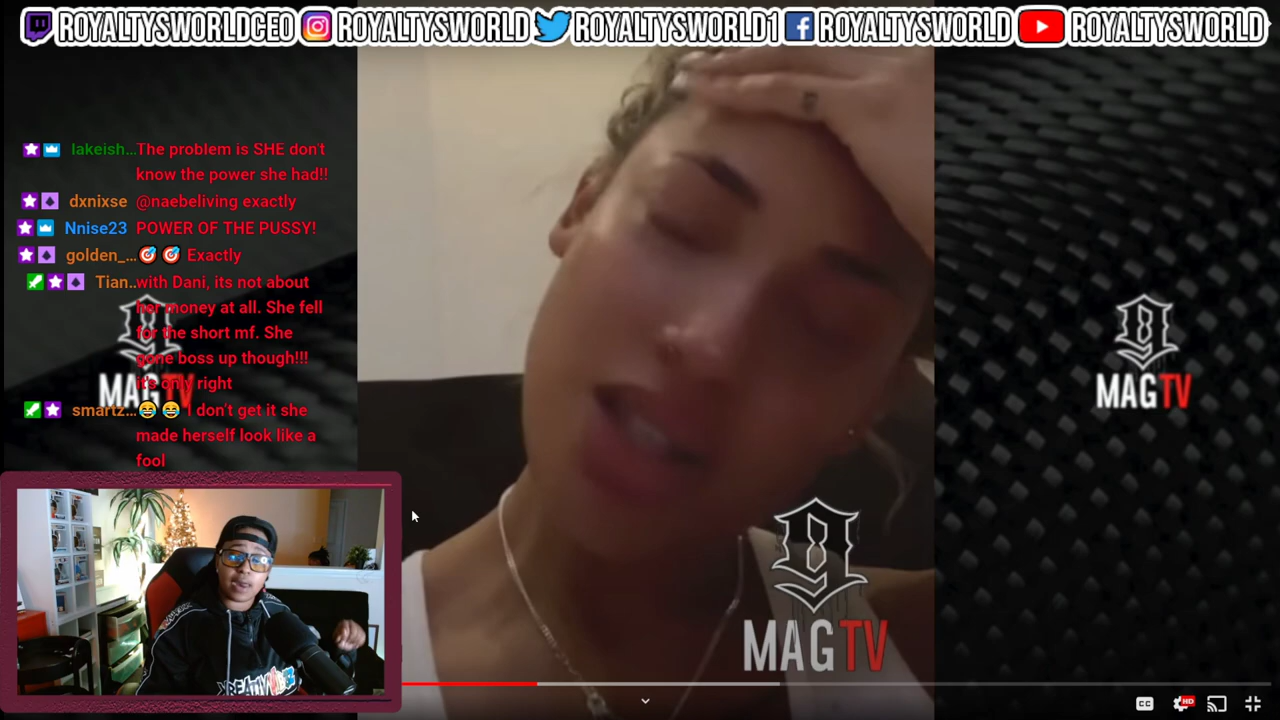 ROYALTYSWORLDCEO ROYALTYSWORLD ROYALTYSWORLD1 ROYALTYSWORLD ROYALTYSWORLD
lakeish... The problem is SHE don't
know the power she had!!
dxnixse @naebeliving exactly
Nnise23 POWER OF THE PUSSY!
golden_... 🎯 🎯 Exactly
Tian.. with Dani, its not about
her money at all. She fell
for the short mf. She
gone boss up though!!!
it's only right
smartz... 😂 😂 I don't get it she
made herself look like a
fool
MAGTV
MAGTV
MAGTV
CC
HD